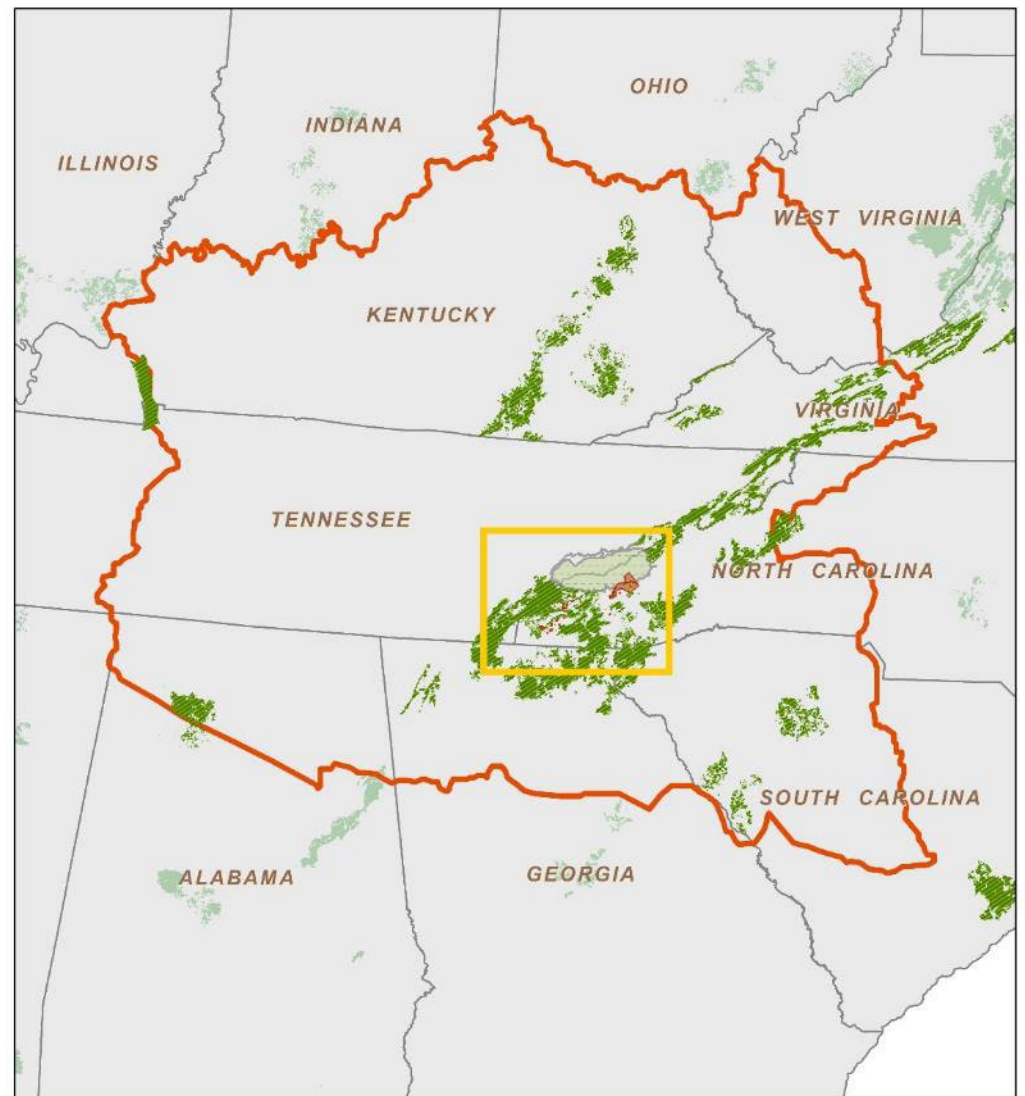 OHIO
INDIANA
ILLINOIS
WEST VIRGINIA
KENTUCKY
VIRGINIA
TENNESSEE
NORTH CAROLINA
SOUTH CAROLINA
ALABAMA
GEORGIA